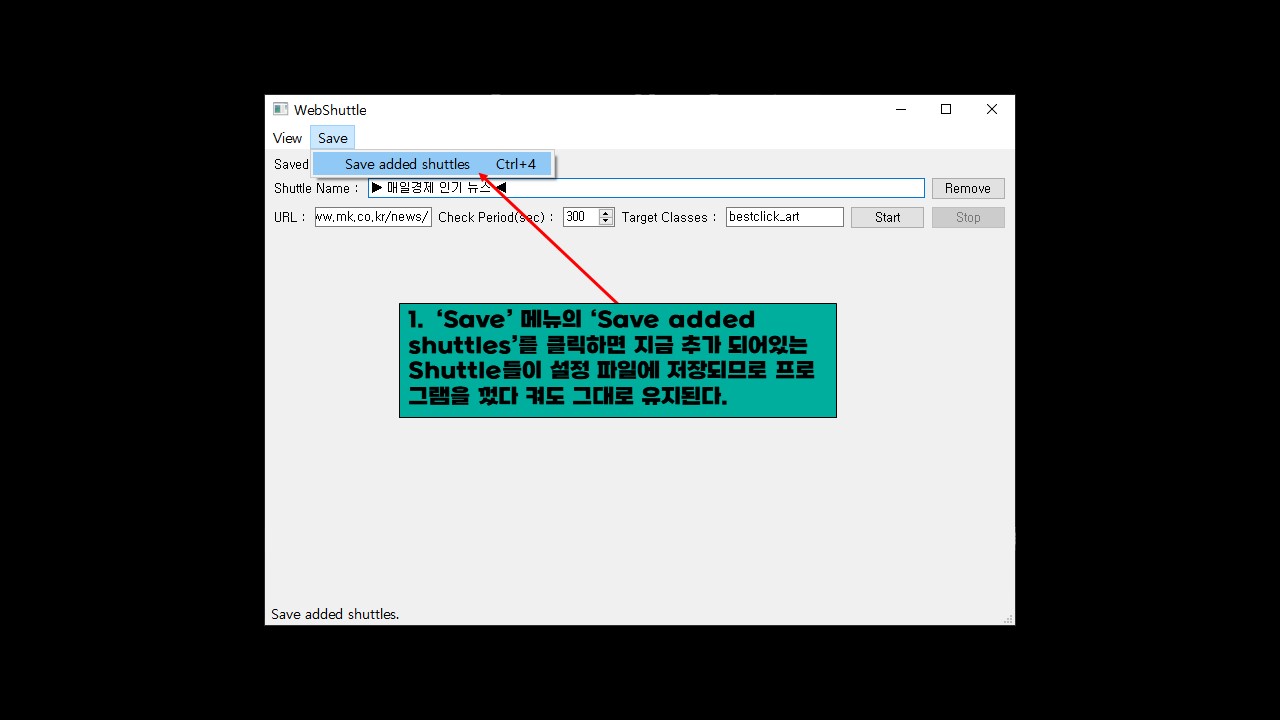 WebShuttle
View Save
Saved
Save added shuttles Ctrl+4
Shuttle Name : ▶ 매일경제 인기 뉴스 ◀ Remove
URL : ww.mk.co.kr/news/ Check Period(sec) : 300 Target Classes : bestclick_art Start Stop
1. ‘Save’ 메뉴의 ‘Save added
shuttles’를 클릭하면 지금 추가 되어있는
Shuttle들이 설정 파일에 저장되므로 프로
그램을 껐다 켜도 그대로 유지된다.
Save added shuttles.